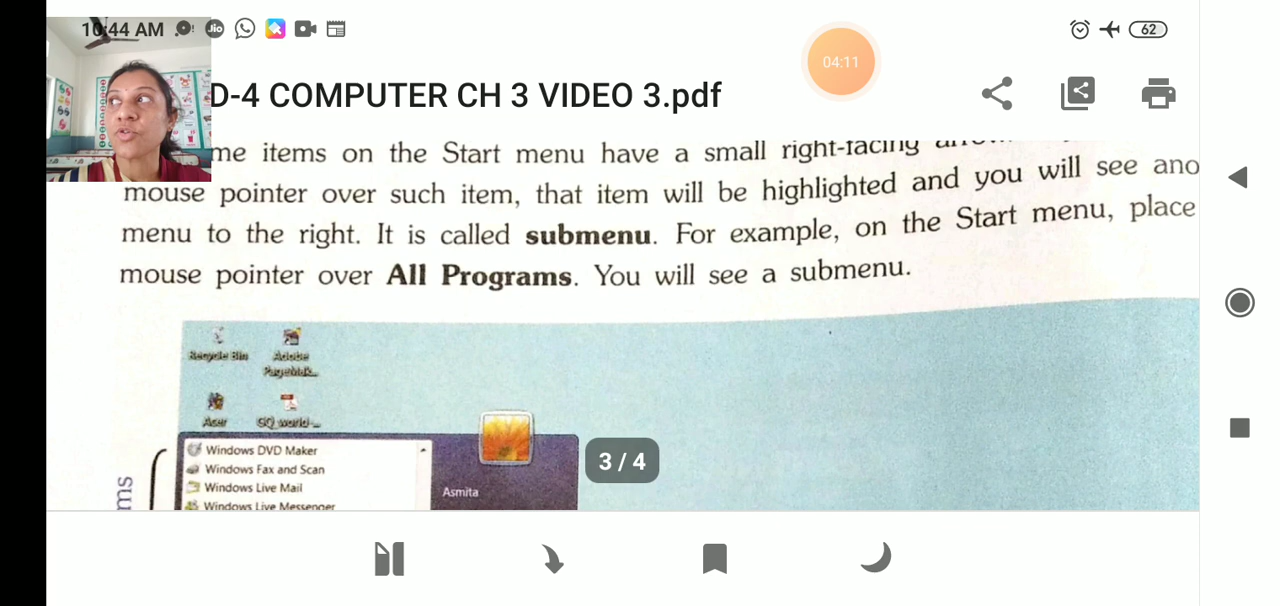 10:44 AM
Jio
62
04:11
D-4 COMPUTER CH 3 VIDEO 3.pdf
me items on the Start menu have a small right-facing
mouse pointer over such item, that item will be highlighted and you will see ano
menu to the right. It is called submenu. For example, on the Start menu, place
mouse pointer over All Programs. You will see a submenu.
Recycle Bin Adobe
Acer GQ_world-...
Windows DVD Maker
Windows Fax and Scan
Windows Live Mail
Windows Live Messenger
Asmita
3 / 4
ms